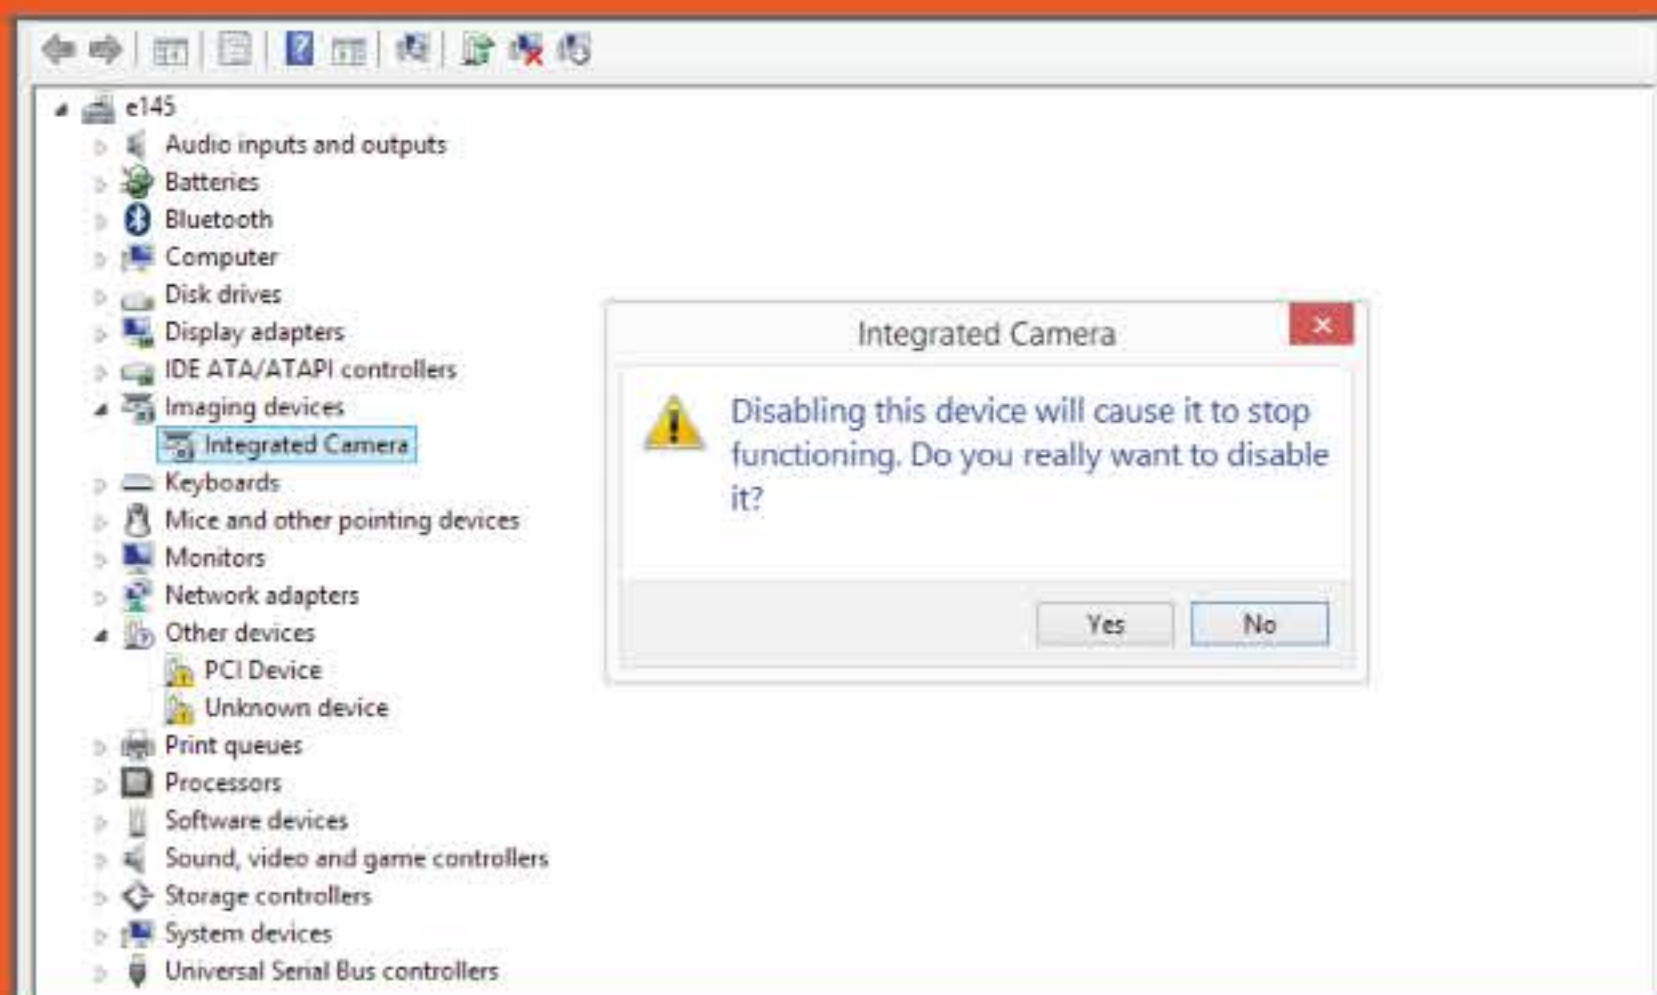 e145
Audio inputs and outputs
Batteries
Bluetooth
Computer
Disk drives
Display adapters
IDE ATA/ATAPI controllers
Imaging devices
Integrated Camera
Keyboards
Mice and other pointing devices
Monitors
Network adapters
Other devices
PCI Device
Unknown device
Print queues
Processors
Software devices
Sound, video and game controllers
Storage controllers
System devices
Universal Serial Bus controllers
Integrated Camera
Disabling this device will cause it to stop
functioning. Do you really want to disable
it?
Yes
No